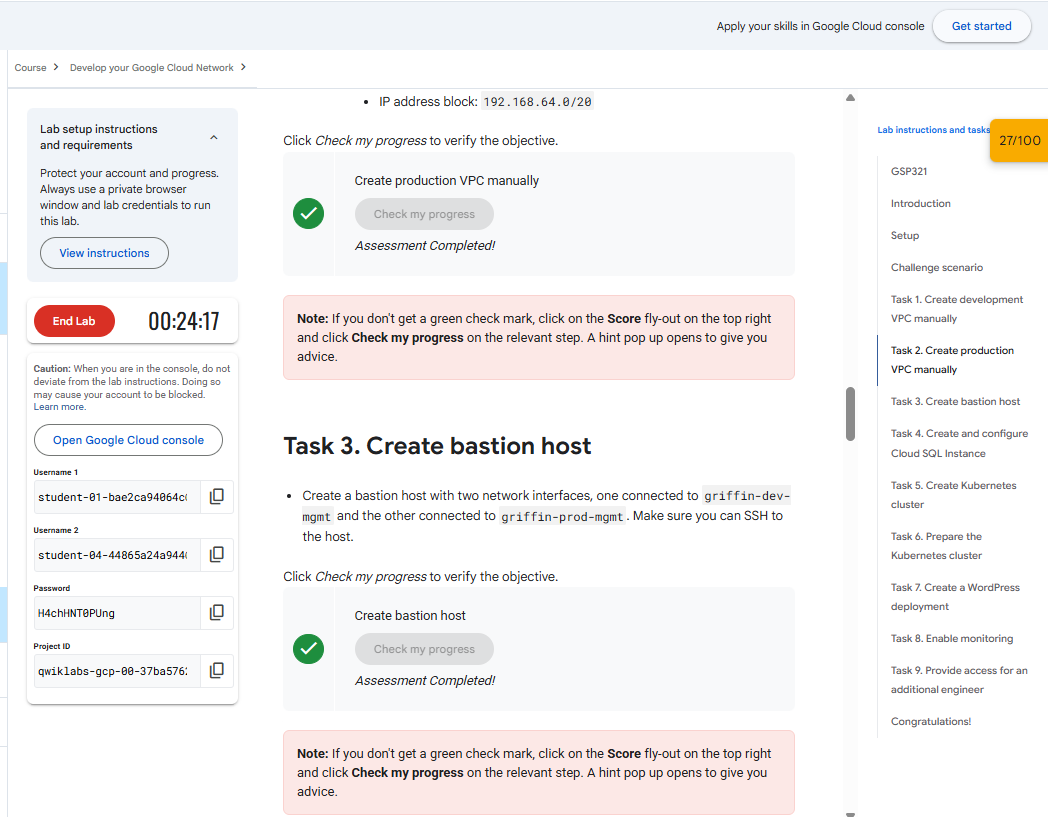 Apply your skills in Google Cloud console
Get started
Course
Develop your Google Cloud Network
Lab setup instructions
and requirements
Protect your account and progress.
Always use a private browser
window and lab credentials to run
this lab.
View instructions
End Lab
00:24:17
Caution: When you are in the console, do not
deviate from the lab instructions. Doing so
may cause your account to be blocked.
Learn more.
Open Google Cloud console
Username 1
student-01-bae2ca94064c
Username 2
student-04-44865a24a944
Password
H4chHNT0PUng
Project ID
qwiklabs-gcp-00-37ba576
• IP address block: 192.168.64.0/20
Click Check my progress to verify the objective.
Create production VPC manually
Check my progress
Assessment Completed!
Note: If you don't get a green check mark, click on the Score fly-out on the top right
and click Check my progress on the relevant step. A hint pop up opens to give you
advice.
Task 3. Create bastion host
• Create a bastion host with two network interfaces, one connected to griffin-dev-
mgmt and the other connected to griffin-prod-mgmt. Make sure you can SSH to
the host.
Click Check my progress to verify the objective.
Create bastion host
Check my progress
Assessment Completed!
Note: If you don't get a green check mark, click on the Score fly-out on the top right
and click Check my progress on the relevant step. A hint pop up opens to give you
advice.
Lab instructions and tasks
27/100
GSP321
Introduction
Setup
Challenge scenario
Task 1. Create development
VPC manually
Task 2. Create production
VPC manually
Task 3. Create bastion host
Task 4. Create and configure
Cloud SQL Instance
Task 5. Create Kubernetes
cluster
Task 6. Prepare the
Kubernetes cluster
Task 7. Create a WordPress
deployment
Task 8. Enable monitoring
Task 9. Provide access for an
additional engineer
Congratulations!